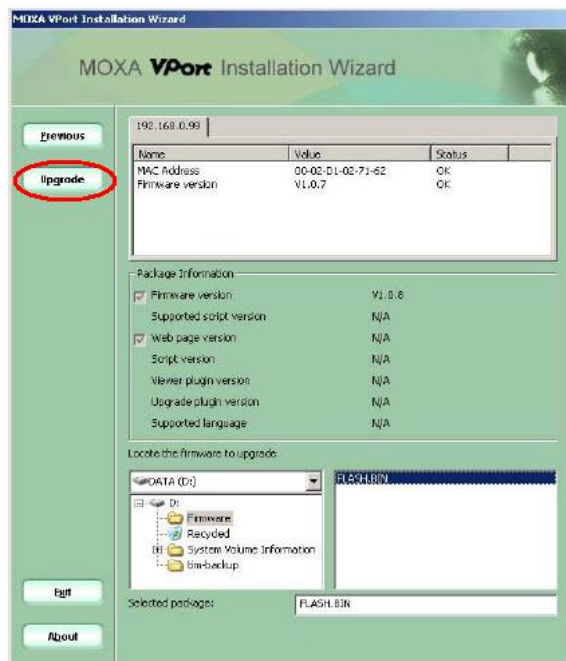 MOXA VPort Installation Wizard
MOXA VPort Installation Wizard
Previous
Upgrade
192.168.0.99
Name Value Status
MAC Address 00-02-D1-02-71-62 OK
Firmware version V1.0.7 OK
Package Information
Firmware version V1.0.8
Supported script version N/A
Web page version N/A
Script version N/A
Viewer plugin version N/A
Upgrade plugin version N/A
Supported language N/A
Locate the firmware to upgrade
DATA (D:)
FLASH.BIN
D:
Firmware
Recycled
System Volume Information
tim-backup
Exit
Selected package: FLASH.BIN
About